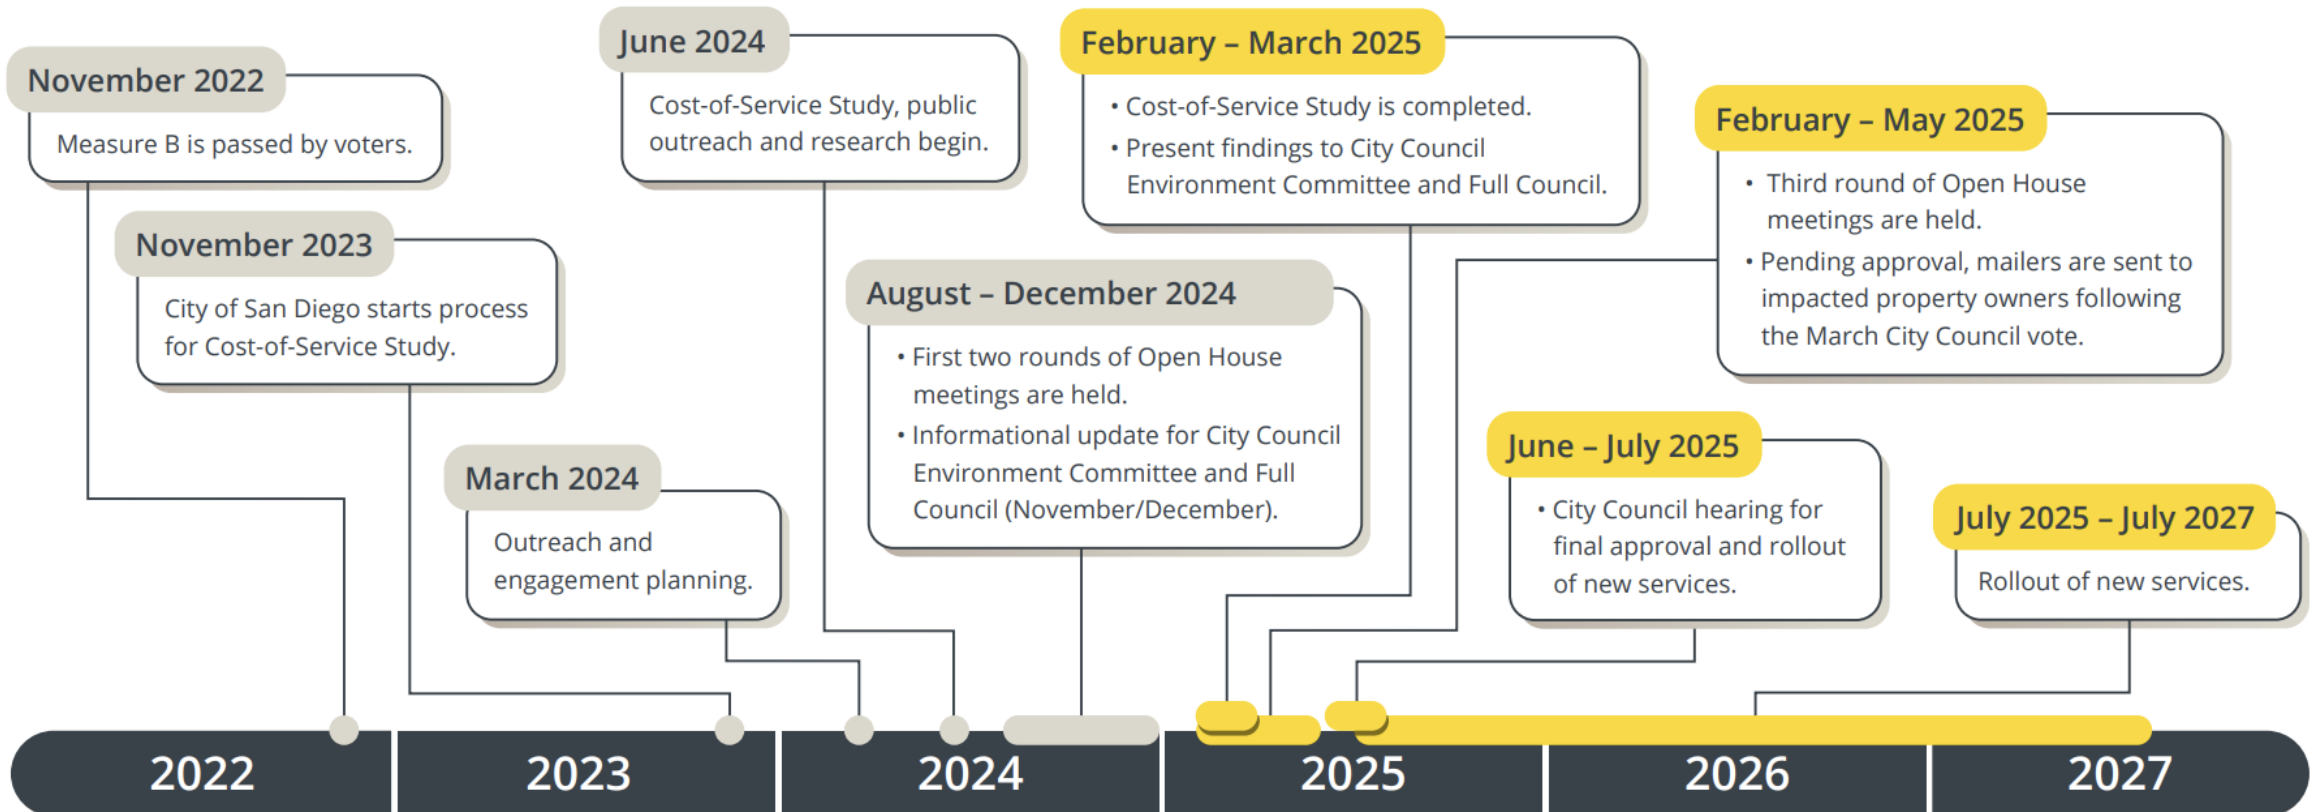 November 2022
Measure B is passed by voters.
November 2023
City of San Diego starts process
for Cost-of-Service Study.
March 2024
Outreach and
engagement planning.
June 2024
Cost-of-Service Study, public
outreach and research begin.
August – December 2024
• First two rounds of Open House
meetings are held.
• Informational update for City Council
Environment Committee and Full
Council (November/December).
February – March 2025
• Cost-of-Service Study is completed.
• Present findings to City Council
Environment Committee and Full Council.
February – May 2025
• Third round of Open House
meetings are held.
• Pending approval, mailers are sent to
impacted property owners following
the March City Council vote.
June – July 2025
• City Council hearing for
final approval and rollout
of new services.
July 2025 – July 2027
Rollout of new services.
2022
2023
2024
2025
2026
2027